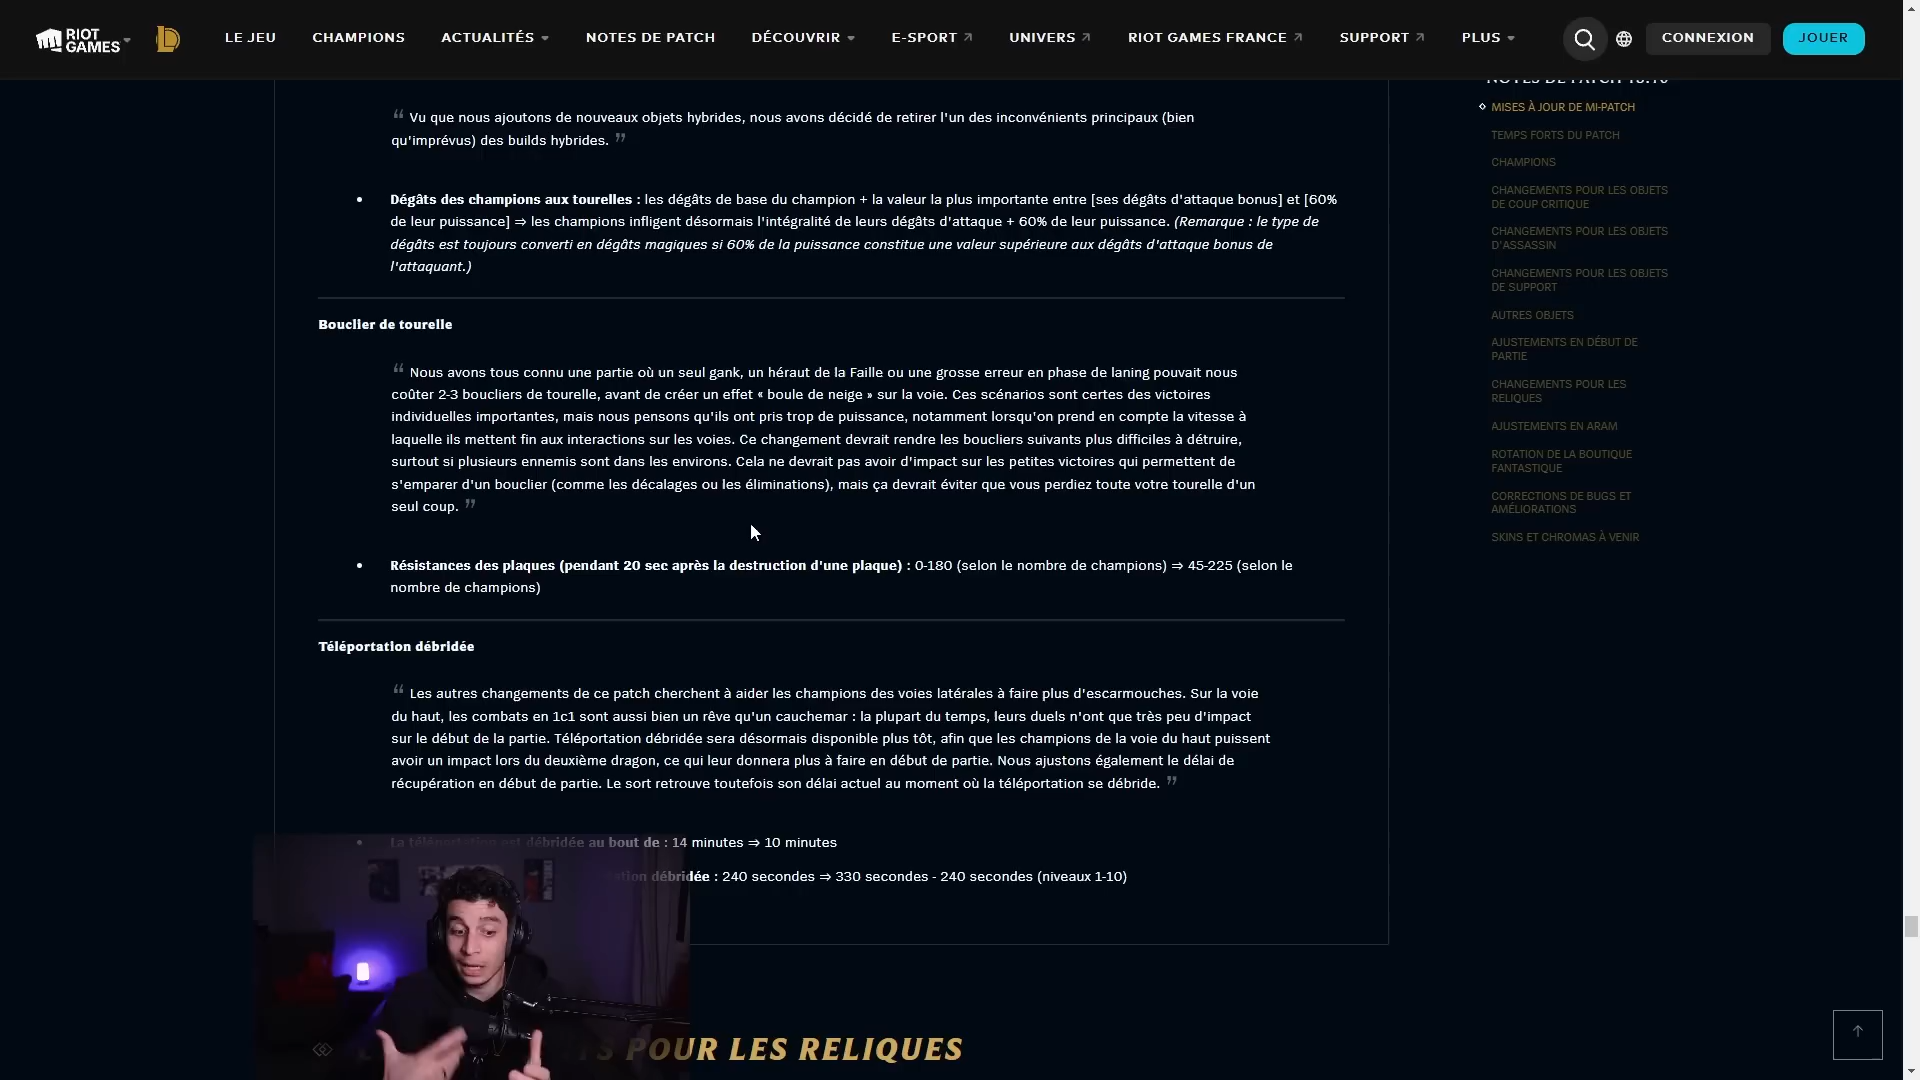 RIOT GAMES
LE JEU
CHAMPIONS
ACTUALITÉS
NOTES DE PATCH
DÉCOUVRIR
E-SPORT
UNIVERS
RIOT GAMES FRANCE
SUPPORT
PLUS
CONNEXION
JOUER
“ Vu que nous ajoutons de nouveaux objets hybrides, nous avons décidé de retirer l'un des inconvénients principaux (bien
qu'imprévus) des builds hybrides. ”
• Dégâts des champions aux tourelles : les dégâts de base du champion + la valeur la plus importante entre [ses dégâts d'attaque bonus] et [60%
de leur puissance] ⇒ les champions infligent désormais l'intégralité de leurs dégâts d'attaque + 60% de leur puissance. (Remarque : le type de
dégâts est toujours converti en dégâts magiques si 60% de la puissance constitue une valeur supérieure aux dégâts d'attaque bonus de
l'attaquant.)
Bouclier de tourelle
“ Nous avons tous connu une partie où un seul gank, un héraut de la Faille ou une grosse erreur en phase de laning pouvait nous
coûter 2-3 boucliers de tourelle, avant de créer un effet « boule de neige » sur la voie. Ces scénarios sont certes des victoires
individuelles importantes, mais nous pensons qu'ils ont pris trop de puissance, notamment lorsqu'on prend en compte la vitesse à
laquelle ils mettent fin aux interactions sur les voies. Ce changement devrait rendre les boucliers suivants plus difficiles à détruire,
surtout si plusieurs ennemis sont dans les environs. Cela ne devrait pas avoir d'impact sur les petites victoires qui permettent de
s'emparer d'un bouclier (comme les décalages ou les éliminations), mais ça devrait éviter que vous perdiez toute votre tourelle d'un
seul coup. ”
• Résistances des plaques (pendant 20 sec après la destruction d'une plaque) : 0-180 (selon le nombre de champions) ⇒ 45-225 (selon le
nombre de champions)
Téléportation débridée
“ Les autres changements de ce patch cherchent à aider les champions des voies latérales à faire plus d'escarmouches. Sur la voie
du haut, les combats en 1c1 sont aussi bien un rêve qu'un cauchemar : la plupart du temps, leurs duels n'ont que très peu d'impact
sur le début de la partie. Téléportation débridée sera désormais disponible plus tôt, afin que les champions de la voie du haut puissent
avoir un impact lors du deuxième dragon, ce qui leur donnera plus à faire en début de partie. Nous ajustons également le délai de
récupération en début de partie. Le sort retrouve toutefois son délai actuel au moment où la téléportation se débride. ”
• La téléportation est débridée au bout de : 14 minutes ⇒ 10 minutes
débridée : 240 secondes ⇒ 330 secondes - 240 secondes (niveaux 1-10)
POUR LES RELIQUES
NOTES DE PATCH 13.10
MISES À JOUR DE MI-PATCH
TEMPS FORTS DU PATCH
CHAMPIONS
CHANGEMENTS POUR LES OBJETS
DE COUP CRITIQUE
CHANGEMENTS POUR LES OBJETS
D'ASSASSIN
CHANGEMENTS POUR LES OBJETS
DE SUPPORT
AUTRES OBJETS
AJUSTEMENTS EN DÉBUT DE
PARTIE
CHANGEMENTS POUR LES
RELIQUES
AJUSTEMENTS EN ARAM
ROTATION DE LA BOUTIQUE
FANTASTIQUE
CORRECTIONS DE BUGS ET
AMÉLIORATIONS
SKINS ET CHROMAS À VENIR